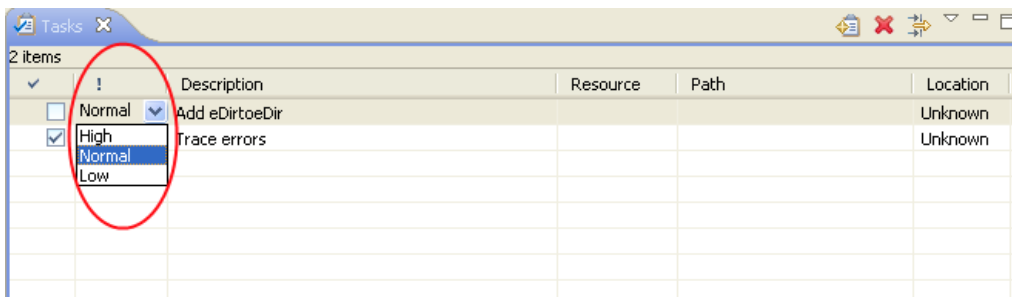 Tasks
2 items
! Description Resource Path Location
Normal Add eDirtoeDir Unknown
High Trace errors Unknown
Normal
Low